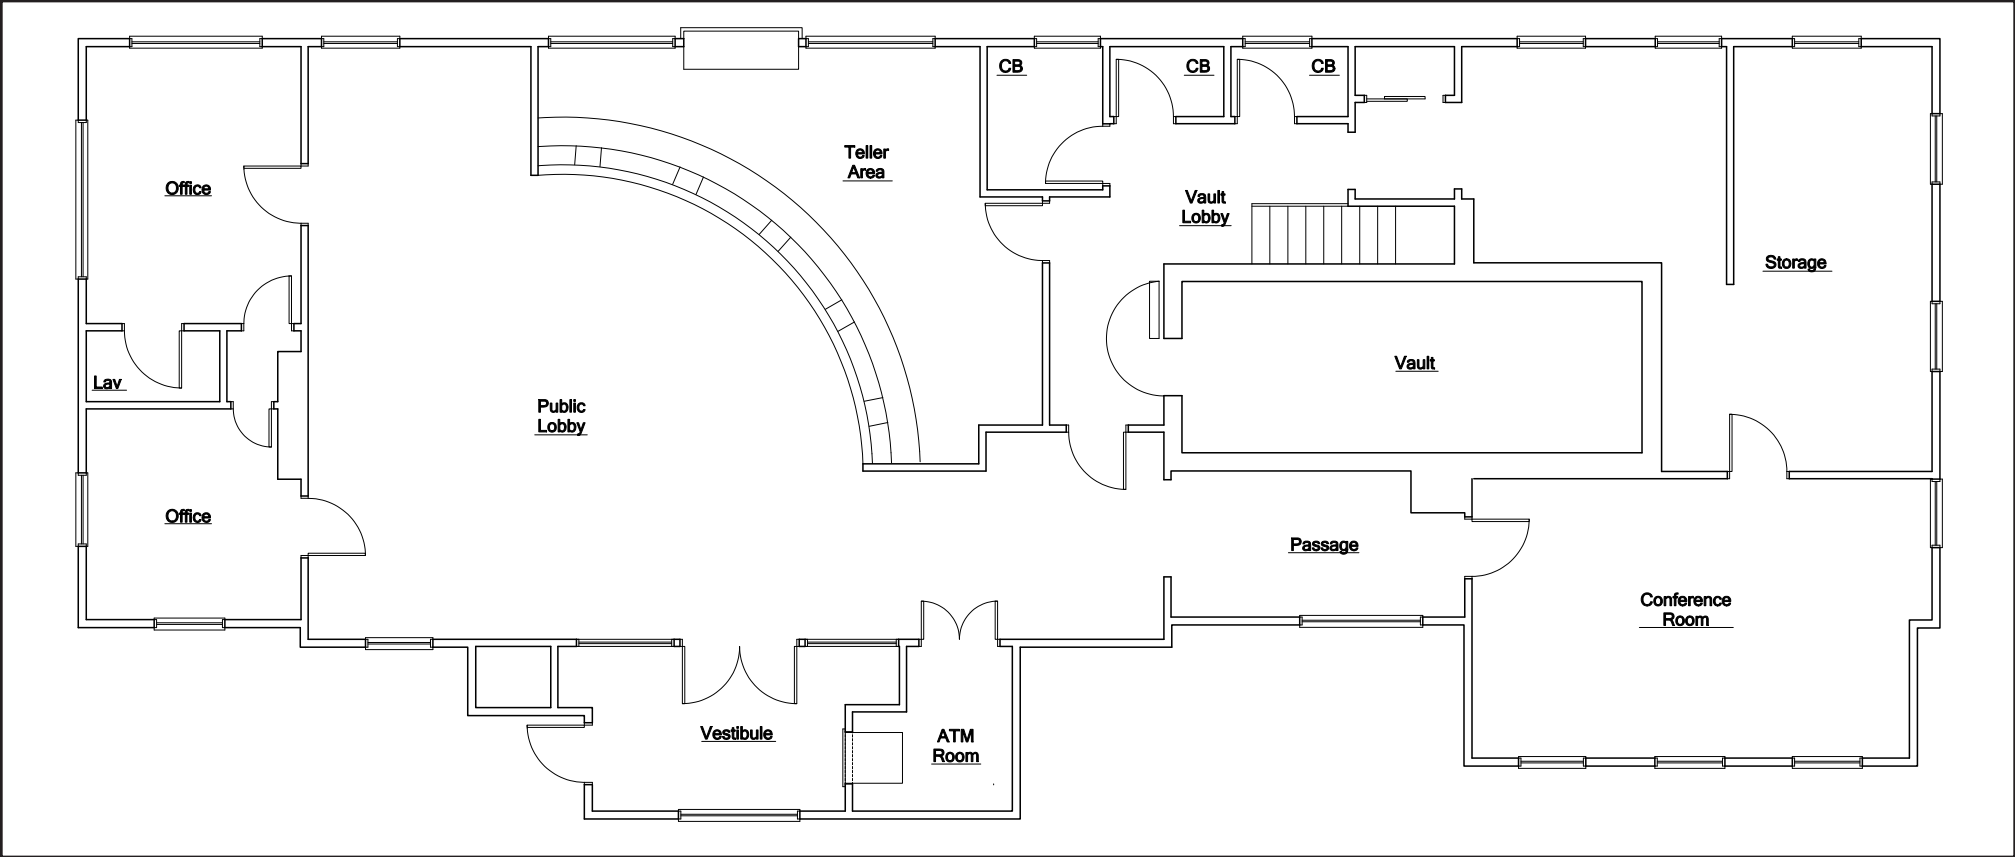 CB
CB
CB
Teller
Area
Office
Vault
Lobby
Storage
Vault
Lav
Public
Lobby
Office
Passage
Conference
Room
Vestibule
ATM
Room